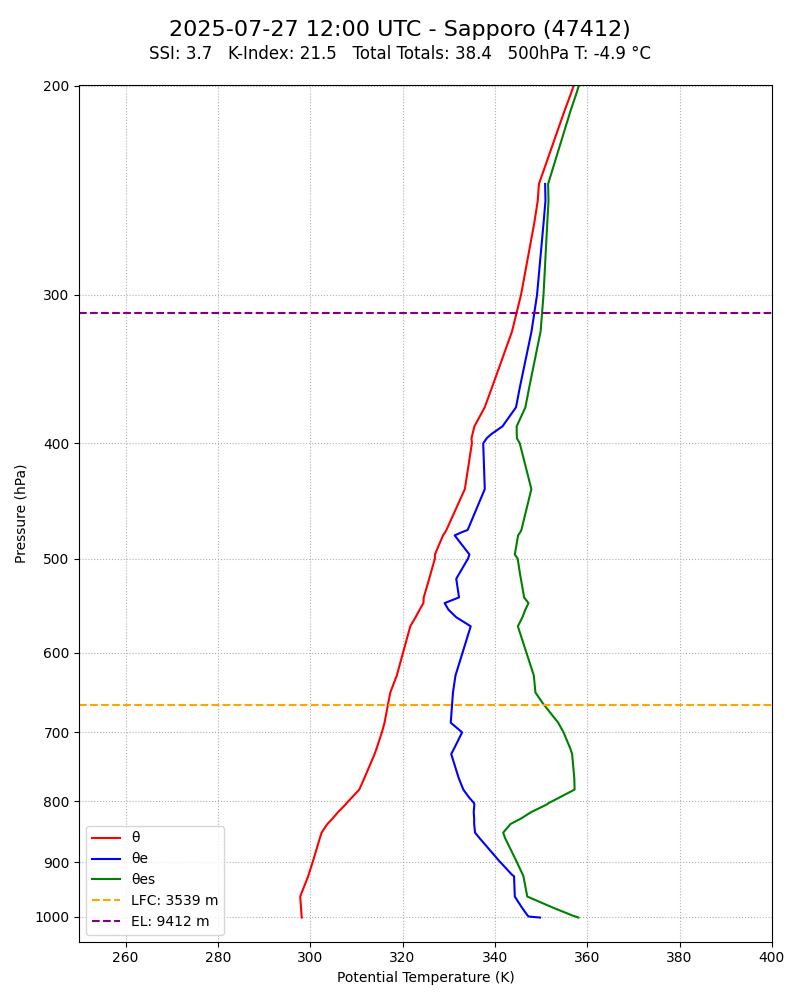 2025-07-27 12:00 UTC - Sapporo (47412)
SSI: 3.7 K-Index: 21.5 Total Totals: 38.4 500hPa T: -4.9 °C
200
300
400
500
600
700
800
900
1000
Pressure (hPa)
θ
θe
θes
LFC: 3539 m
EL: 9412 m
260 280 300 320 340 360 380 400
Potential Temperature (K)